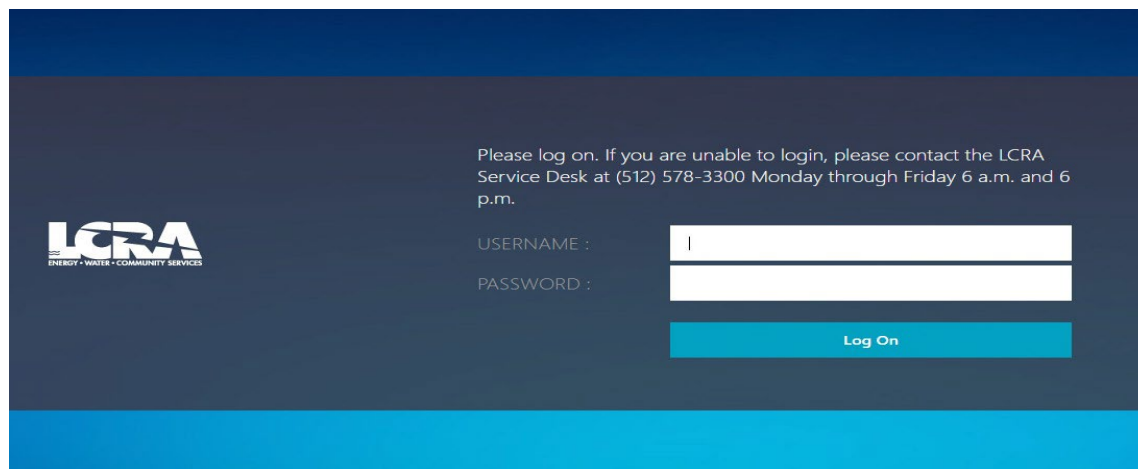 Please log on. If you are unable to login, please contact the LCRA
Service Desk at (512) 578-3300 Monday through Friday 6 a.m. and 6
p.m.
LCRA
ENERGY • WATER • COMMUNITY SERVICES
USERNAME :
PASSWORD :
Log On